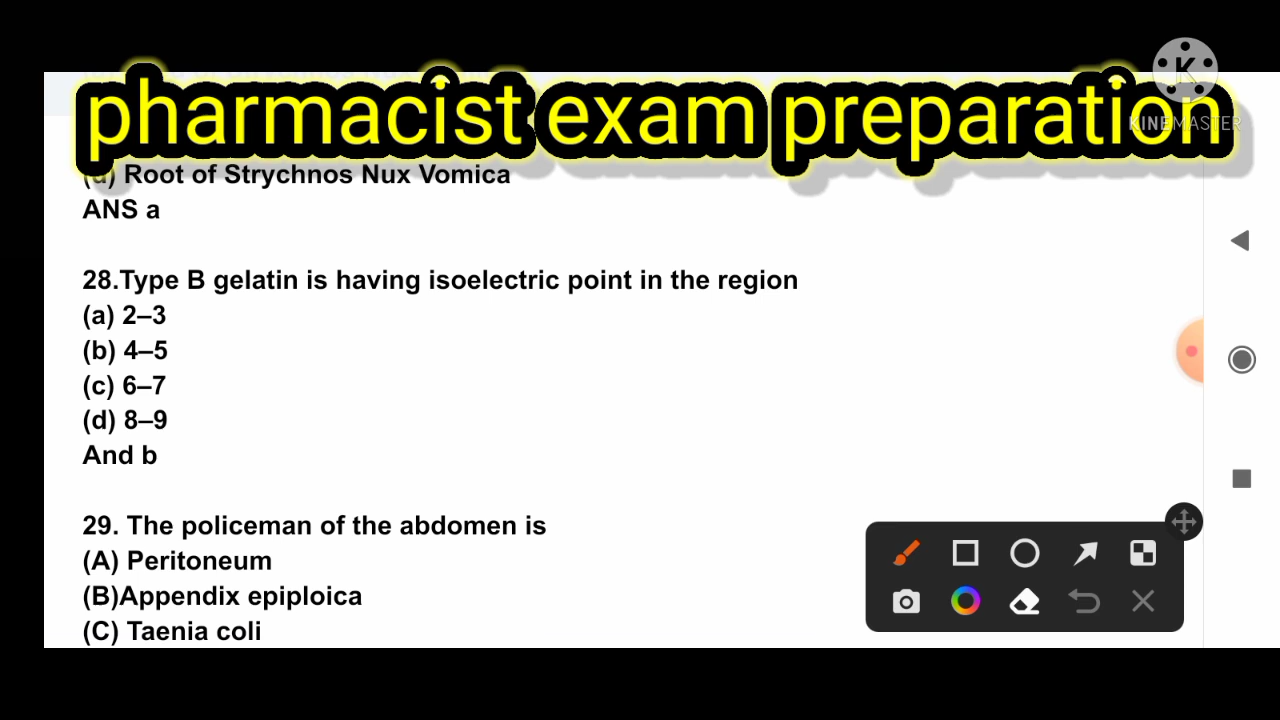 pharmacist exam preparation
KINEMASTER
(d) Root of Strychnos Nux Vomica
ANS a
28.Type B gelatin is having isoelectric point in the region
(a) 2–3
(b) 4–5
(c) 6–7
(d) 8–9
And b
29. The policeman of the abdomen is
(A) Peritoneum
(B)Appendix epiploica
(C) Taenia coli